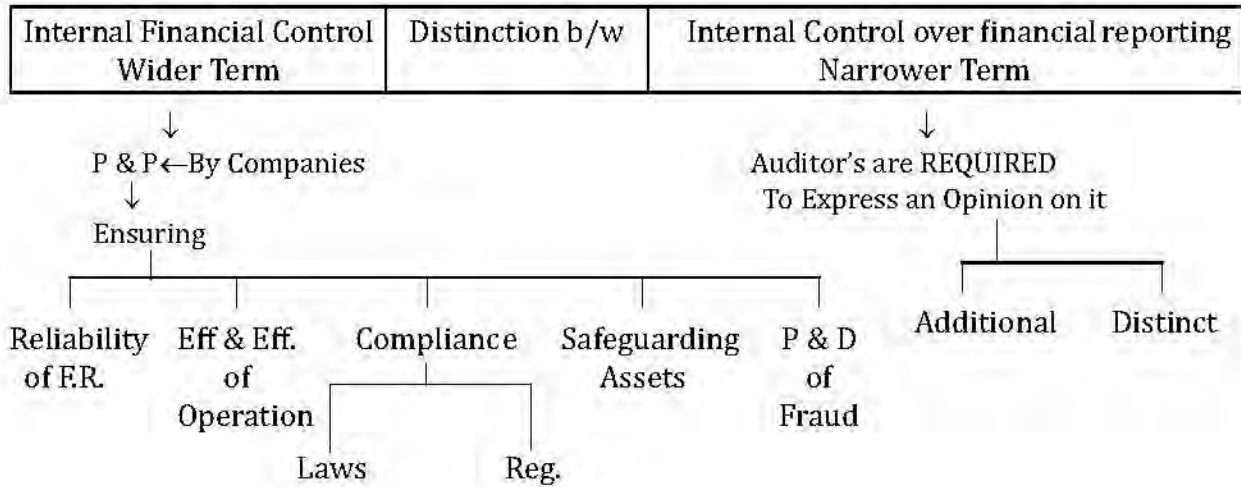 Internal Financial Control
Wider Term
Distinction b/w
Internal Control over financial reporting
Narrower Term
↓
P & P←By Companies
↓
Ensuring
Reliability
of F.R.
Eff & Eff.
of
Operation
Compliance
Laws
Reg.
Safeguarding
Assets
P & D
of
Fraud
↓
Auditor's are REQUIRED
To Express an Opinion on it
Additional
Distinct